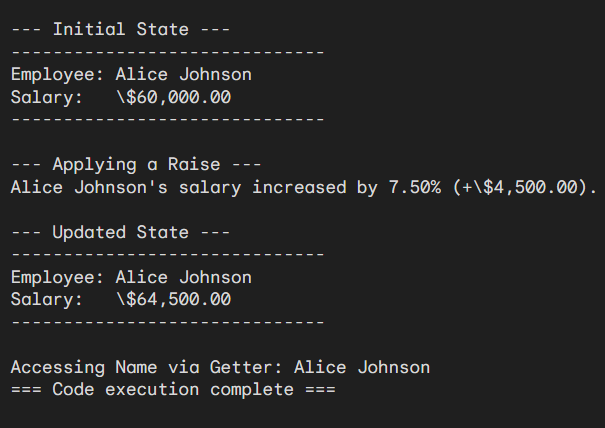 --- Initial State ---
------------------------------
Employee: Alice Johnson
Salary:   \$60,000.00
------------------------------
--- Applying a Raise ---
Alice Johnson's salary increased by 7.50% (+\$4,500.00).
--- Updated State ---
------------------------------
Employee: Alice Johnson
Salary:   \$64,500.00
------------------------------
Accessing Name via Getter: Alice Johnson
=== Code execution complete ===